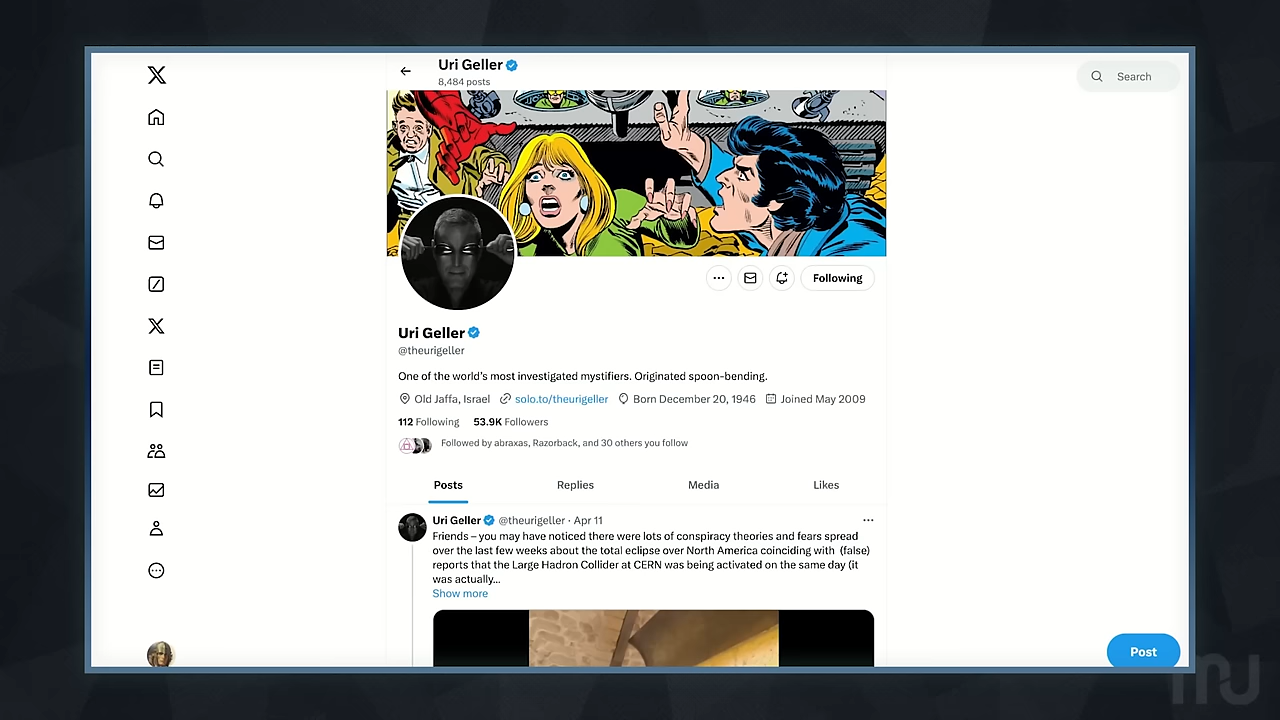 Uri Geller
8,484 posts
Search
Following
Uri Geller
@theurigeller
One of the world's most investigated mystifiers. Originated spoon-bending.
Old Jaffa, Israel solo.to/theurigeller Born December 20, 1946 Joined May 2009
112 Following 53.9K Followers
Followed by abraxas, Razorback, and 30 others you follow
Posts Replies Media Likes
Uri Geller @theurigeller · Apr 11
Friends – you may have noticed there were lots of conspiracy theories and fears spread
over the last few weeks about the total eclipse over North America coinciding with (false)
reports that the Large Hadron Collider at CERN was being activated on the same day (it
was actually...
Show more
Post
MU